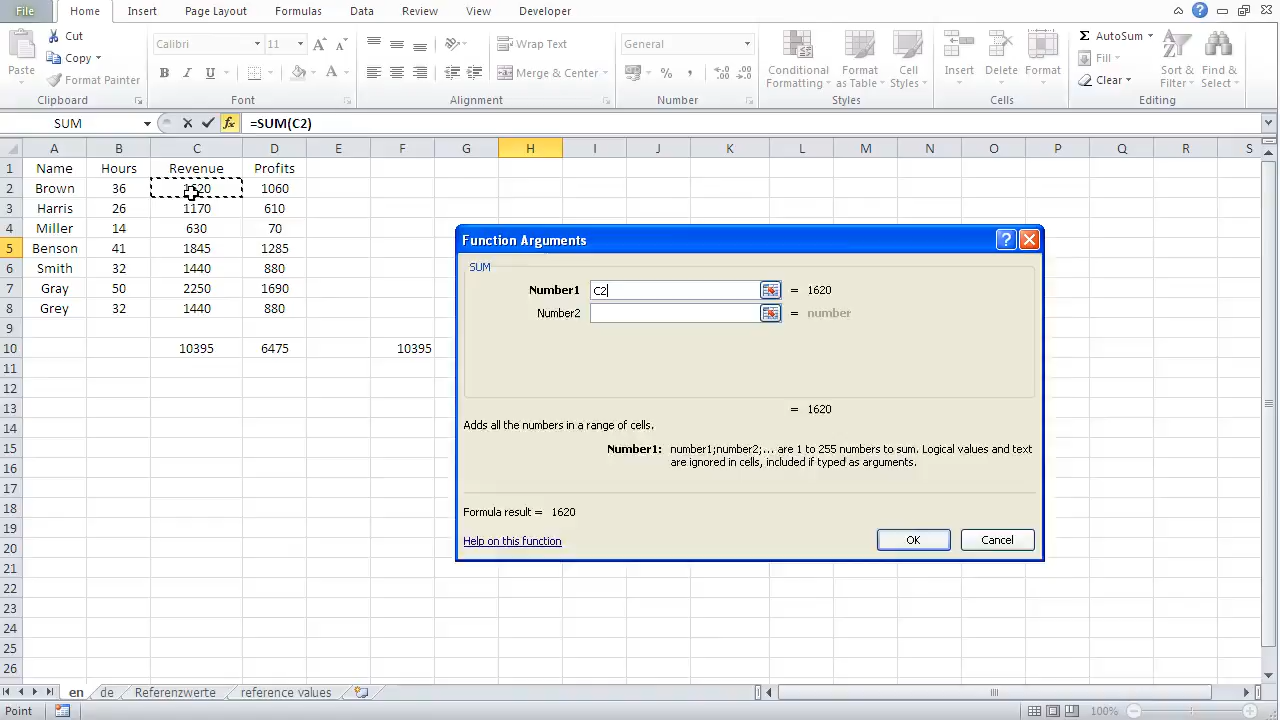 File Home Insert Page Layout Formulas Data Review View Developer
Cut
Copy
Format Painter
Paste
Clipboard
Calibri 11
B I U A
Font
Wrap Text
Merge & Center
Alignment
General
% ,
Number
Conditional Formatting
Format as Table
Cell Styles
Styles
Insert Delete Format
Cells
AutoSum
Fill
Clear
Sort & Filter
Find & Select
Editing
SUM fx =SUM(C2)
A B C D E F G H I J K L M N O P Q R S
1 Name Hours Revenue Profits
2 Brown 36 1620 1060
3 Harris 26 1170 610
4 Miller 14 630 70
5 Benson 41 1845 1285
6 Smith 32 1440 880
7 Gray 50 2250 1690
8 Grey 32 1440 880
9
10 10395 6475 10395
11
12
13
14
15
16
17
18
19
20
21
22
23
24
25
26
Function Arguments
SUM
Number1 C2 = 1620
Number2 = number
= 1620
Adds all the numbers in a range of cells.
Number1: number1;number2;... are 1 to 255 numbers to sum. Logical values and text
are ignored in cells, included if typed as arguments.
Formula result = 1620
Help on this function
OK Cancel
en de Referenzwerte reference values
Point 100%